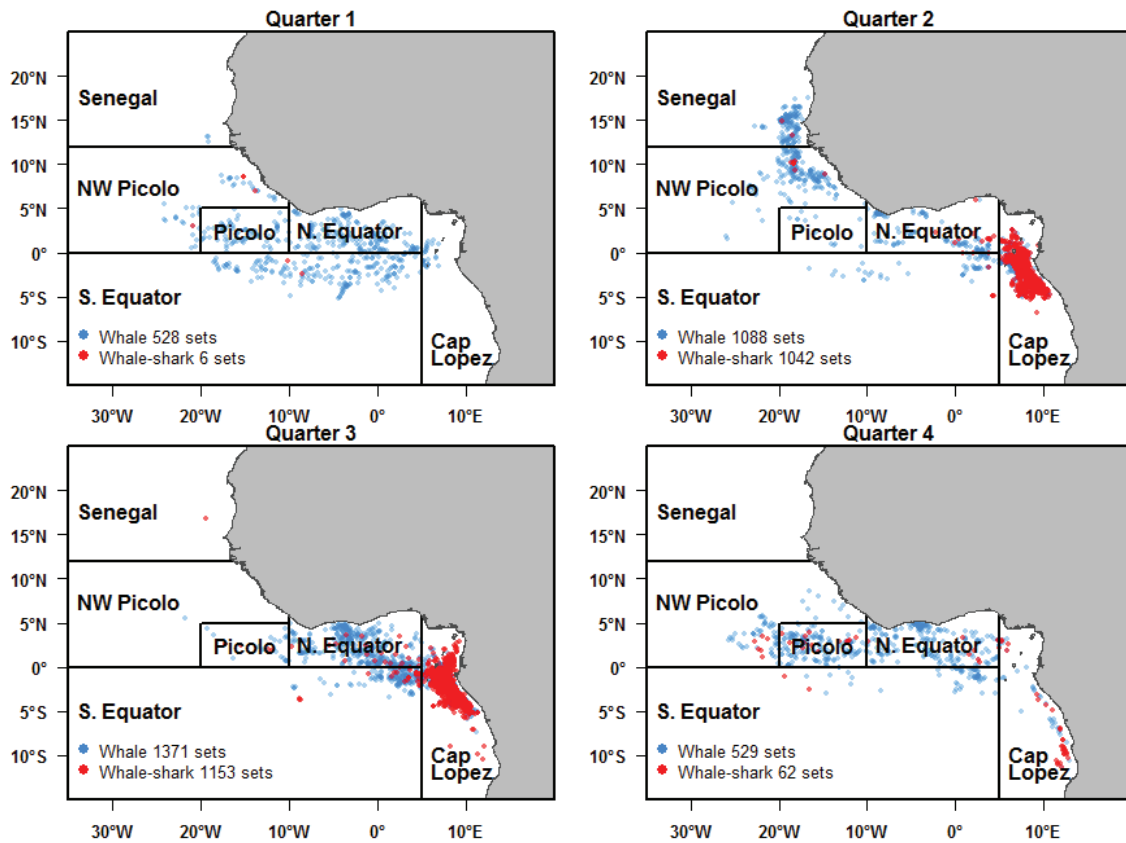 Quarter 1
20°N
15°N
10°N
5°N
0°
5°S
10°S
Senegal
NW Picolo
Picolo
N. Equator
S. Equator
Whale 528 sets
Whale-shark 6 sets
Cap
Lopez
30°W
20°W
10°W
0°
10°E
Quarter 2
20°N
15°N
10°N
5°N
0°
5°S
10°S
Senegal
NW Picolo
Picolo
N. Equator
S. Equator
Whale 1088 sets
Whale-shark 1042 sets
Cap
Lopez
30°W
20°W
10°W
0°
10°E
Quarter 3
20°N
15°N
10°N
5°N
0°
5°S
10°S
Senegal
NW Picolo
Picolo
N. Equator
S. Equator
Whale 1371 sets
Whale-shark 1153 sets
Cap
Lopez
30°W
20°W
10°W
0°
10°E
Quarter 4
20°N
15°N
10°N
5°N
0°
5°S
10°S
Senegal
NW Picolo
Picolo
N. Equator
S. Equator
Whale 529 sets
Whale-shark 62 sets
Cap
Lopez
30°W
20°W
10°W
0°
10°E